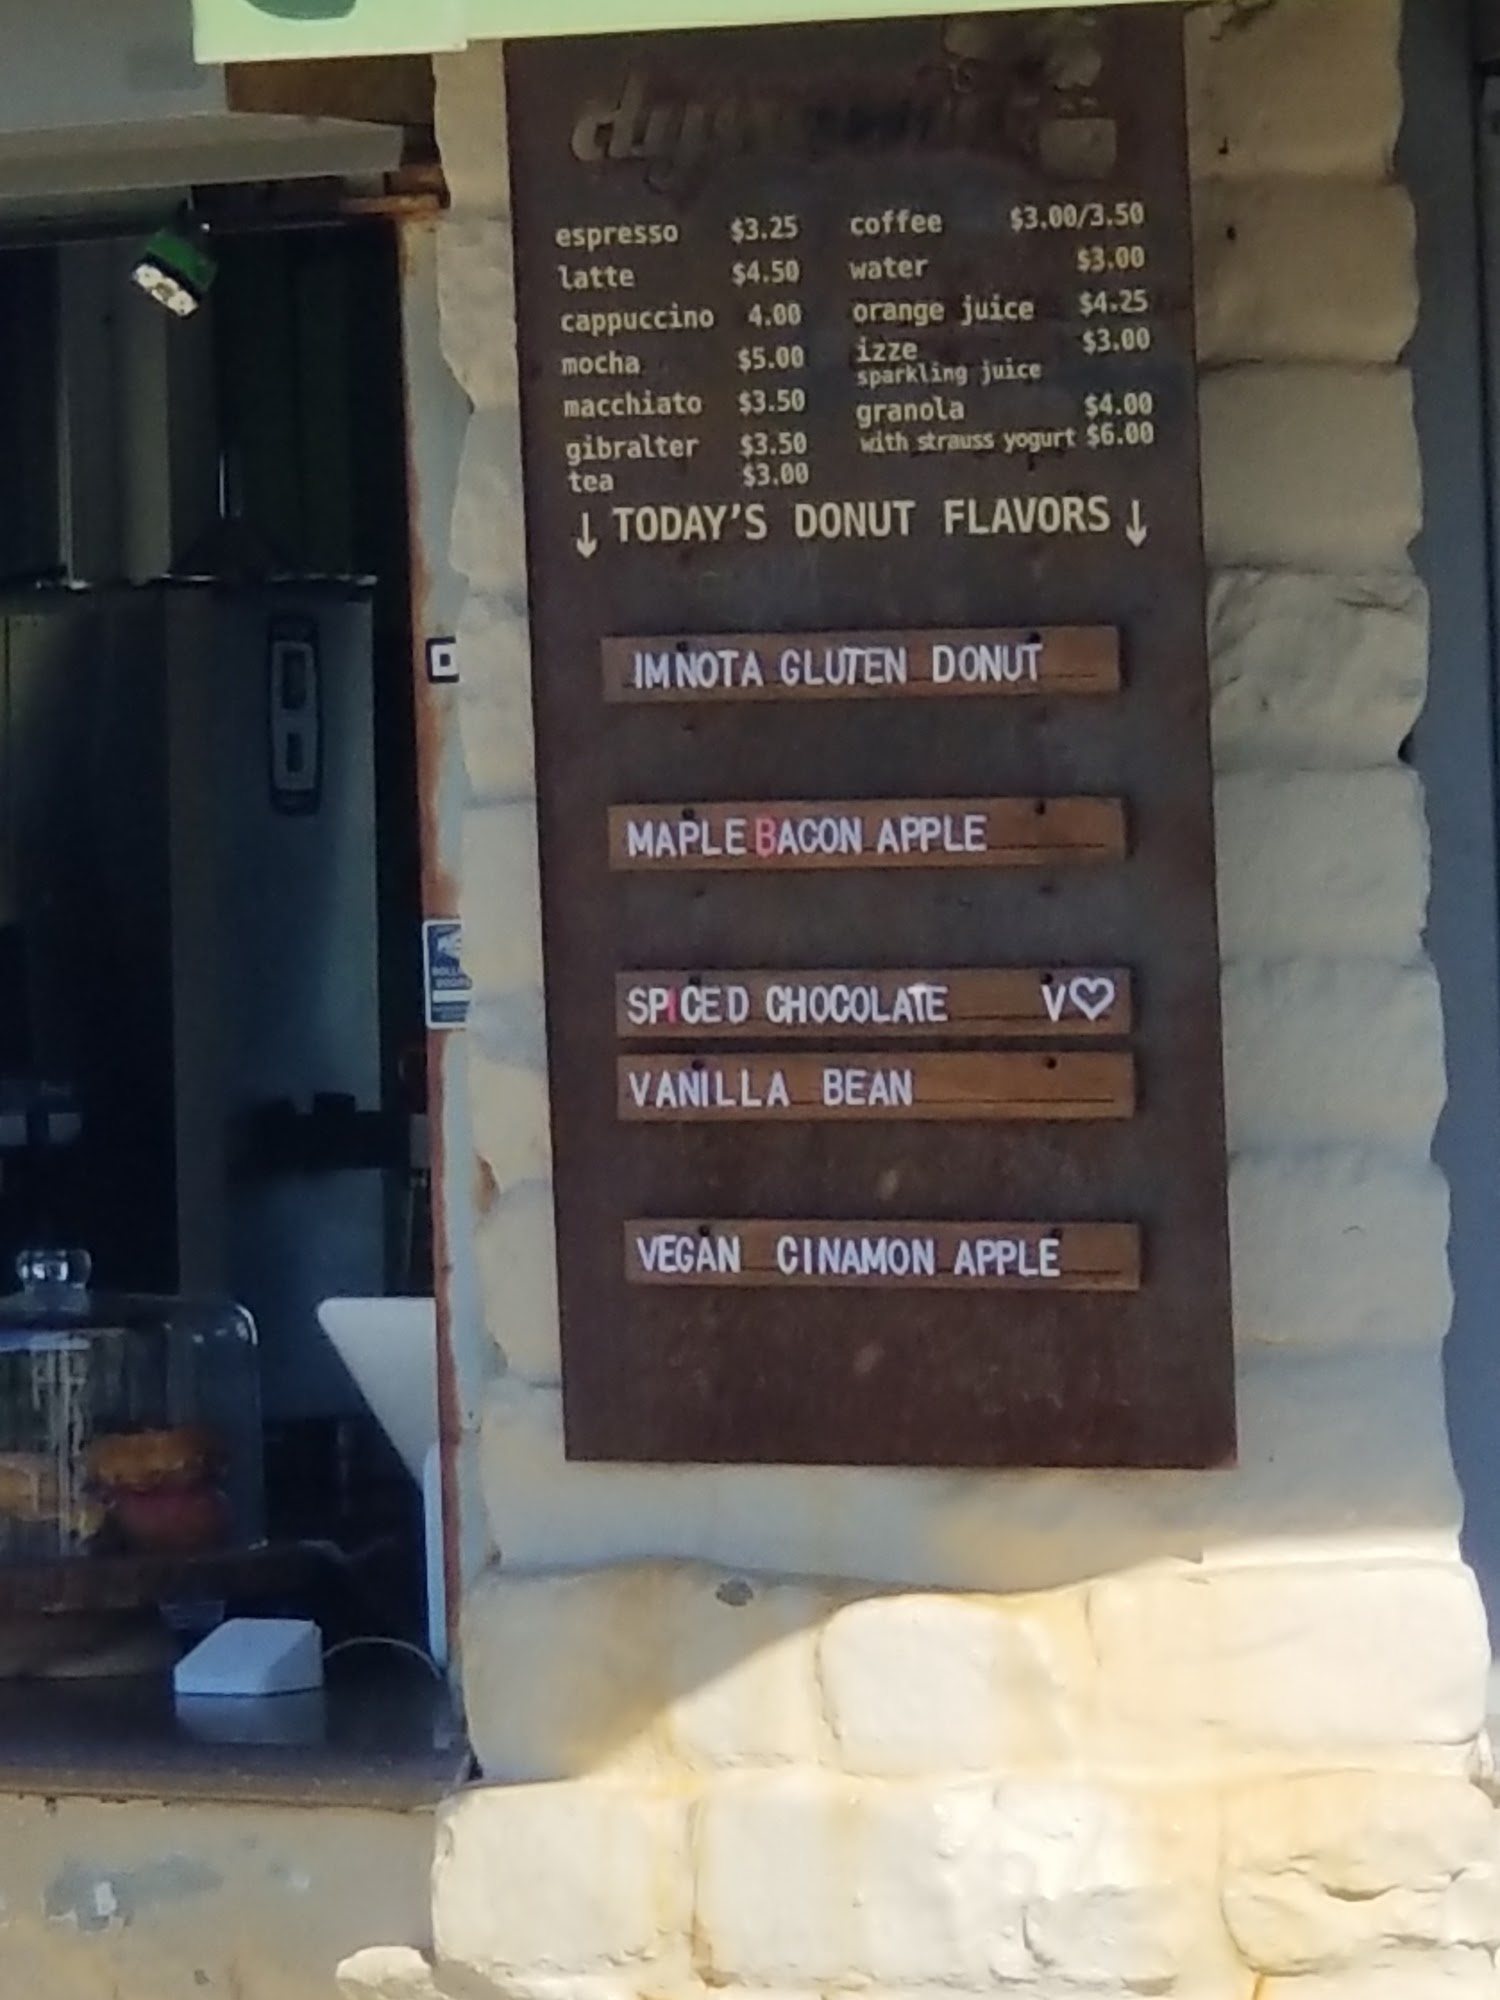 espresso $3.25
latte $4.50
cappuccino 4.00
mocha $5.00
macchiato $3.50
gibralter $3.50
tea $3.00
coffee $3.00/3.50
water $3.00
orange juice $4.25
izze $3.00
sparkling juice
granola $4.00
with strauss yogurt $6.00
↓ TODAY'S DONUT FLAVORS ↓
IM NOT A GLUTEN DONUT
MAPLE BACON APPLE
SPICED CHOCOLATE V♡
VANILLA BEAN
VEGAN CINAMON APPLE